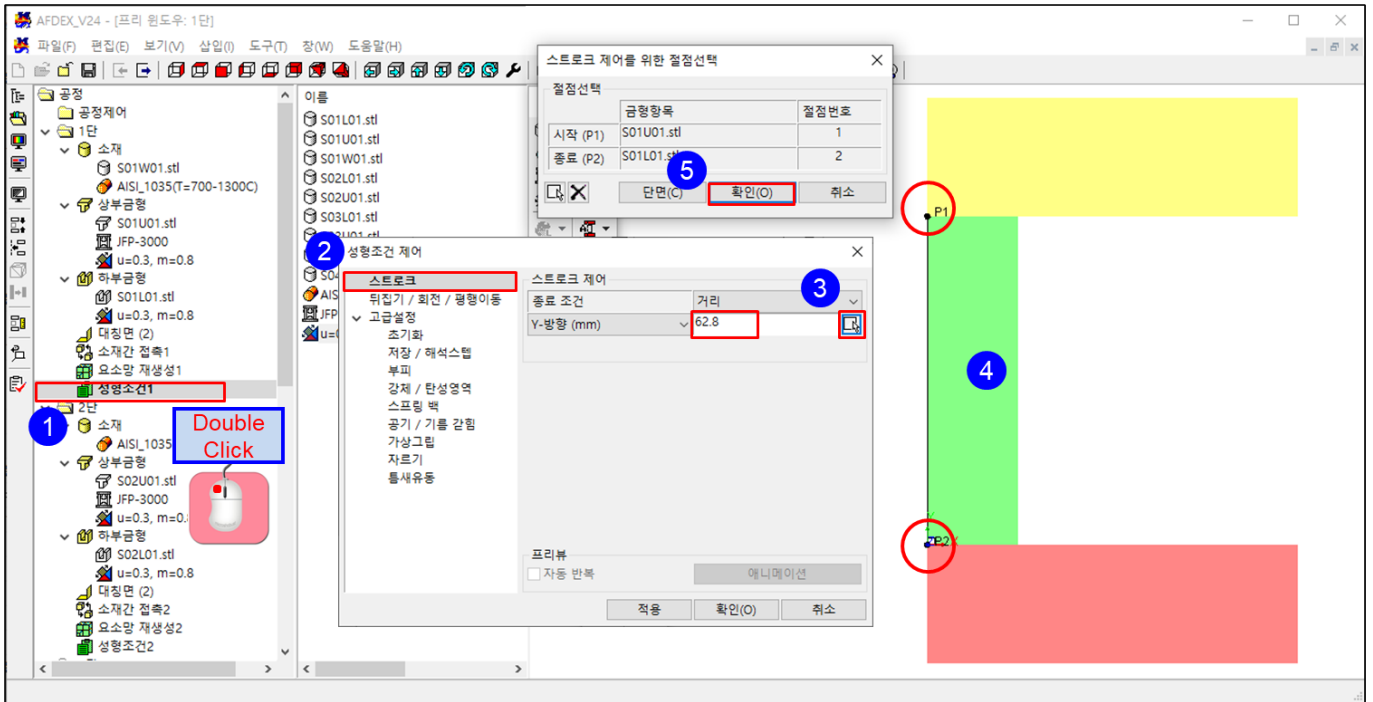 AFDEX_V24 - [프리 윈도우: 1단]
파일(F) 편집(E) 보기(V) 삽입(I) 도구(T) 창(W) 도움말(H)
공정
공정제어
1단
소재
S01W01.stl
AISI_1035(T=700-1300C)
상부금형
S01U01.stl
JFP-3000
u=0.3, m=0.8
하부금형
S01L01.stl
u=0.3, m=0.8
대칭면 (2)
소재간 접촉1
요소망 재생성1
성형조건1
2단
소재
AISI_1035
상부금형
S02U01.stl
JFP-3000
u=0.3, m=0.
하부금형
S02L01.stl
u=0.3, m=0.8
대칭면 (2)
소재간 접촉2
요소망 재생성2
성형조건2
1
Double
Click
이름
S01L01.stl
S01U01.stl
S01W01.stl
S02L01.stl
S02U01.stl
S03L01.stl
S03U01.stl
S04
AIS
JFP
u=0
스트로크 제어를 위한 절점선택
절점선택
금형항목 절점번호
시작 (P1) S01U01.stl 1
종료 (P2) S01L01.stl 2
5
단면(C) 확인(O) 취소
2
성형조건 제어
스트로크
뒤집기 / 회전 / 평행이동
고급설정
초기화
저장 / 해석스텝
부피
강체 / 탄성영역
스프링 백
공기 / 기름 갇힘
가상그립
자르기
틈새유동
스트로크 제어
3
종료 조건 거리
Y-방향 (mm) 62.8
프리뷰
자동 반복 애니메이션
적용 확인(O) 취소
P1
4
P2